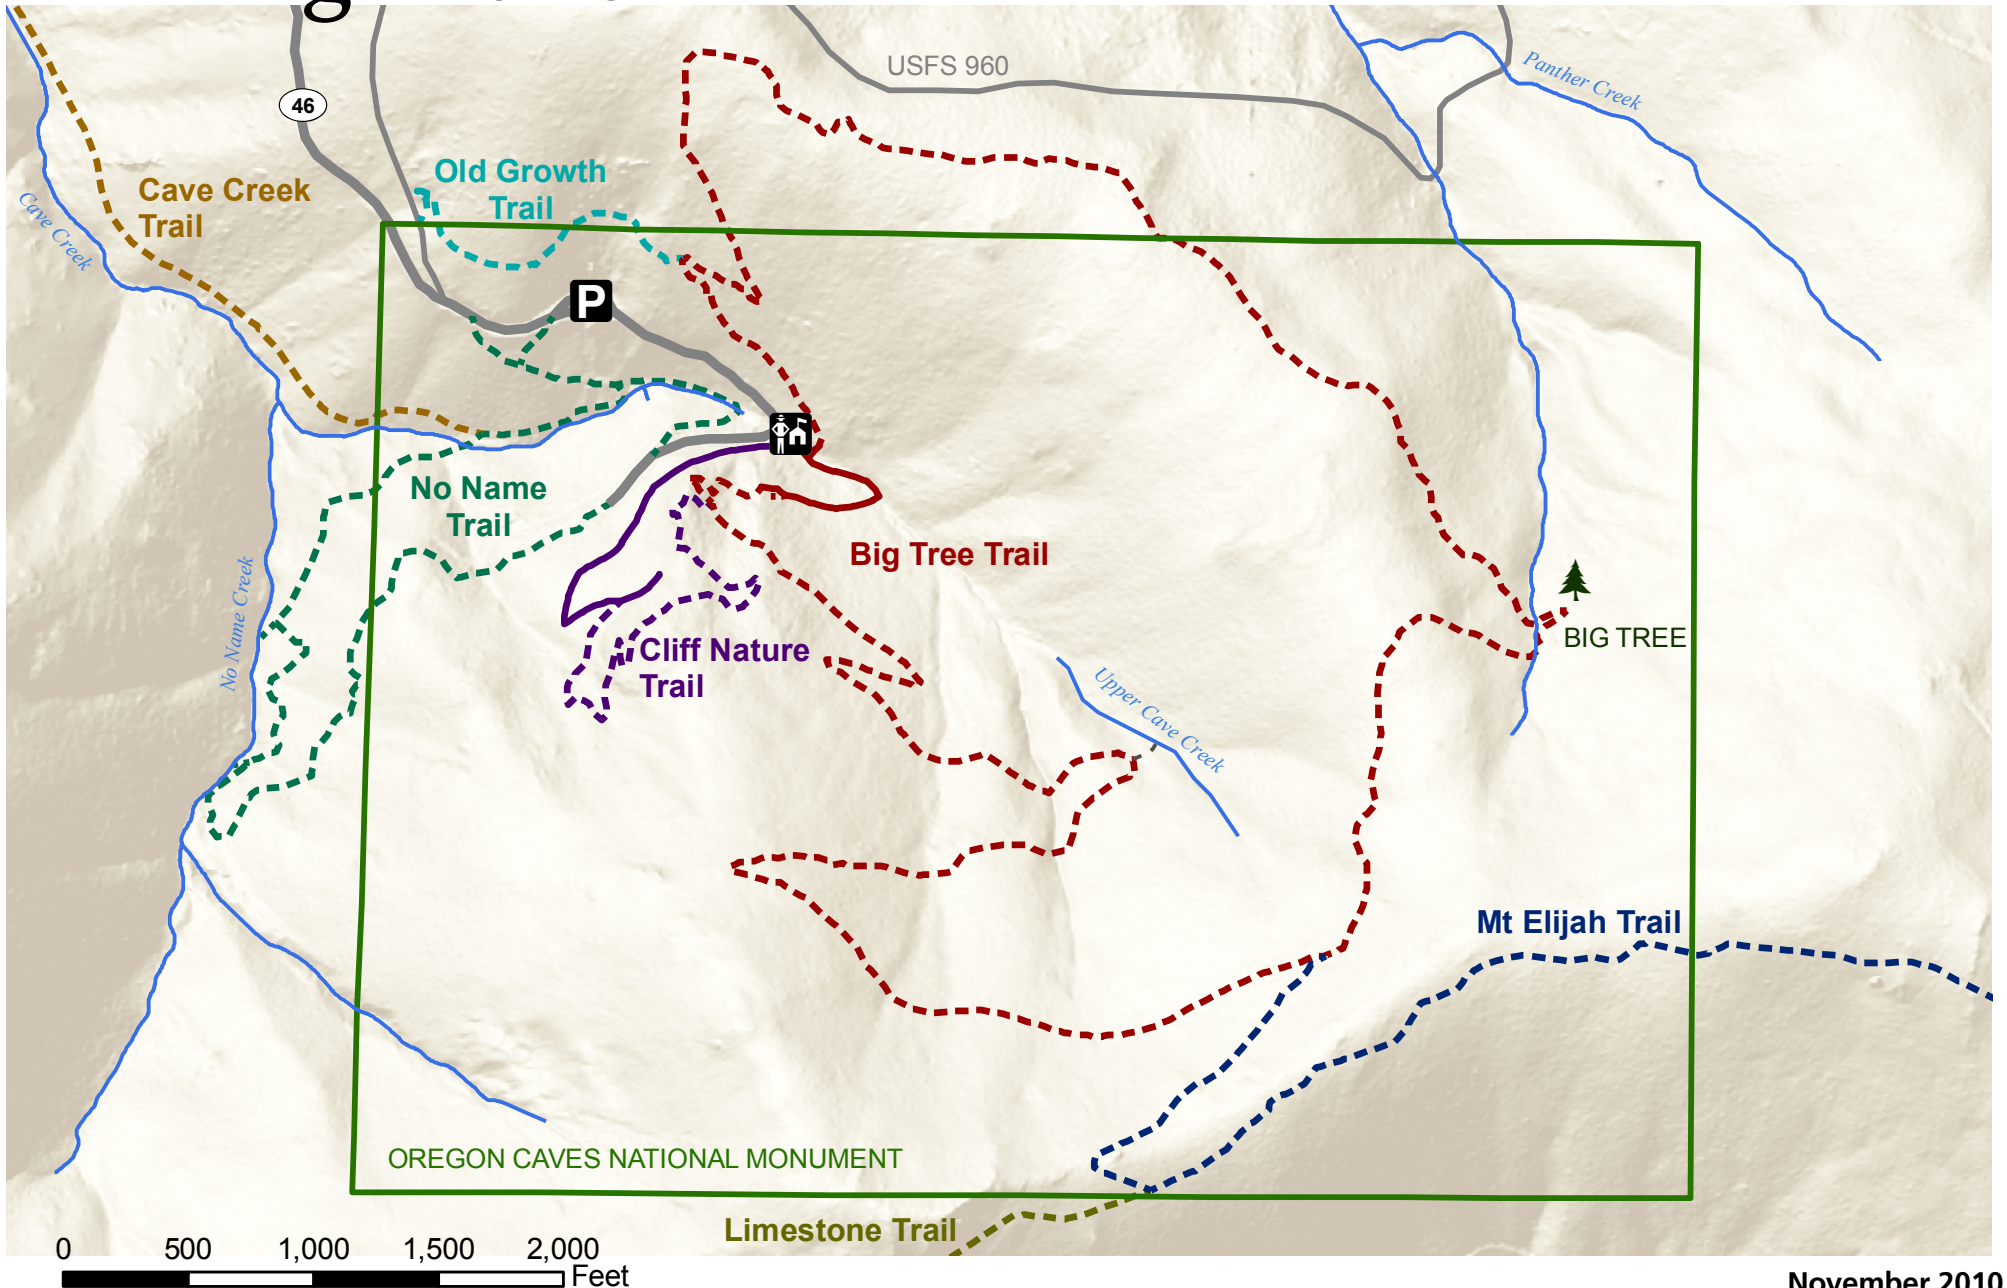 USFS 960
Panther Creek
46
Old Growth
Trail
Cave Creek
Trail
Cave Creek
P
No Name
Trail
Big Tree Trail
No Name Creek
BIG TREE
Cliff Nature
Trail
Upper Cave Creek
Mt Elijah Trail
OREGON CAVES NATIONAL MONUMENT
Limestone Trail
0 500 1,000 1,500 2,000
Feet
November 2010